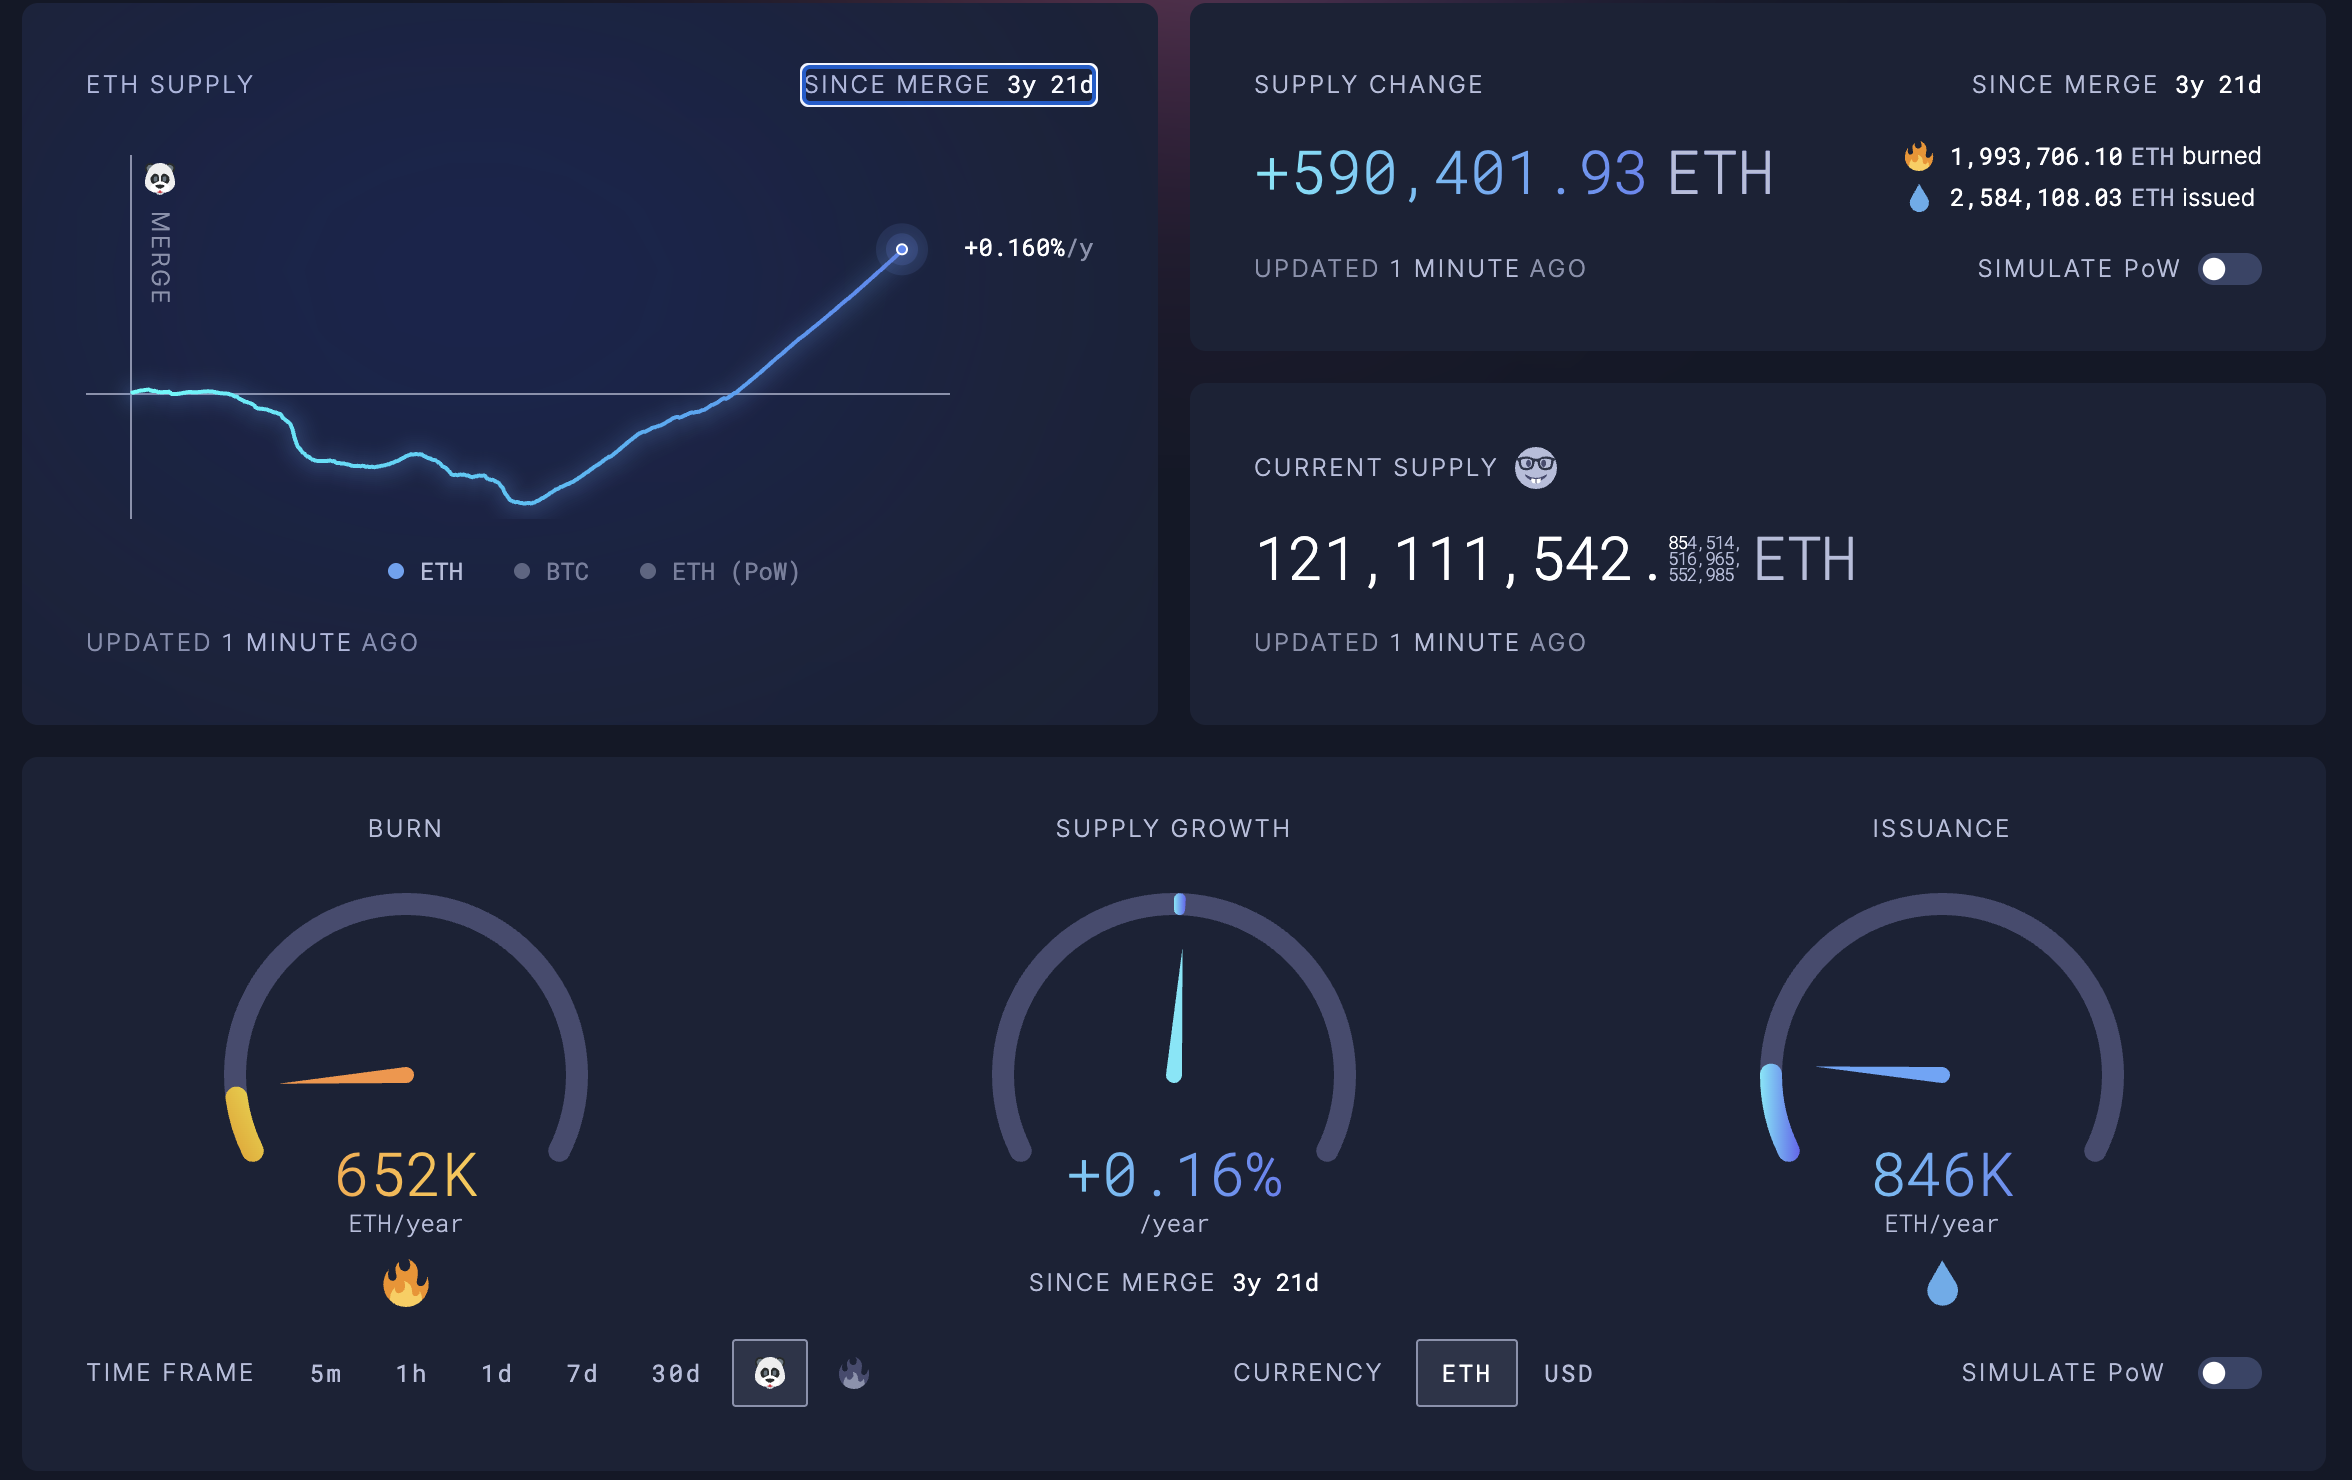 ETH SUPPLY
SINCE MERGE 3y 21d
MERGE
+0.160%/y
ETH
BTC
ETH (PoW)
UPDATED 1 MINUTE AGO
SUPPLY CHANGE
SINCE MERGE 3y 21d
+590,401.93 ETH
1,993,706.10 ETH burned
2,584,108.03 ETH issued
UPDATED 1 MINUTE AGO
SIMULATE PoW
CURRENT SUPPLY
121,111,542.854,514,516,965,552,985 ETH
UPDATED 1 MINUTE AGO
BURN
652K
ETH/year
SUPPLY GROWTH
+0.16%
/year
SINCE MERGE 3y 21d
ISSUANCE
846K
ETH/year
TIME FRAME 5m 1h 1d 7d 30d
CURRENCY ETH USD
SIMULATE PoW